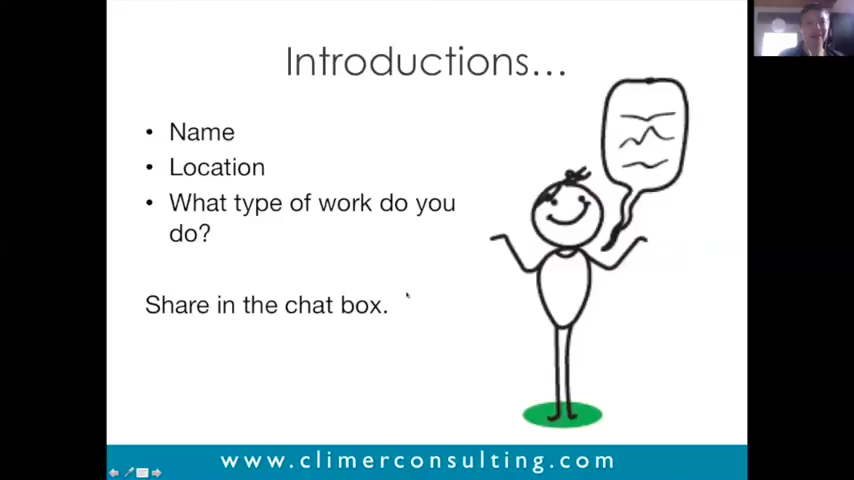 Introductions...
• Name
• Location
• What type of work do you
do?
Share in the chat box.
www.climerconsulting.com